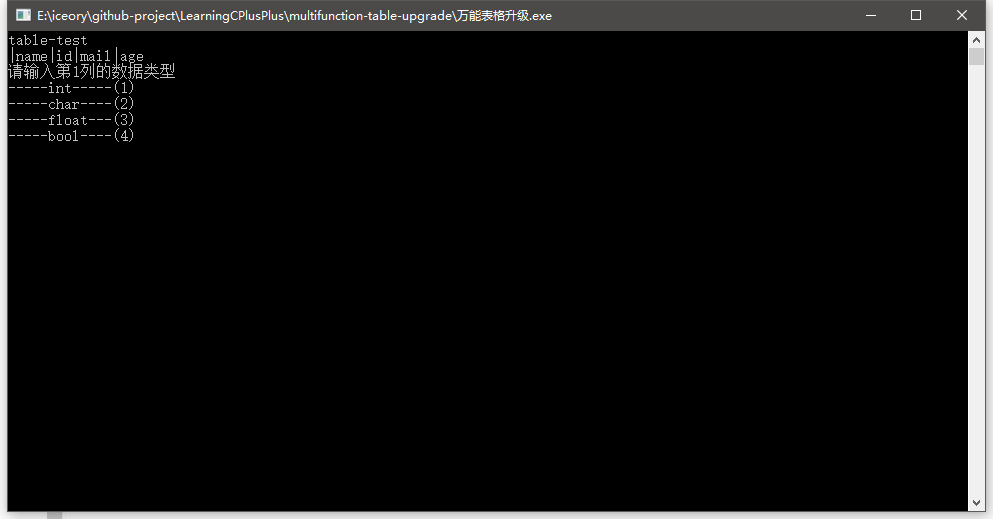 E:\iceory\github-project\LearningCPlusPlus\multifunction-table-upgrade\万能表格升级.exe
table-test
|name|id|mail|age
请输入第1列的数据类型
-----int-----(1)
-----char----(2)
-----float---(3)
-----bool----(4)